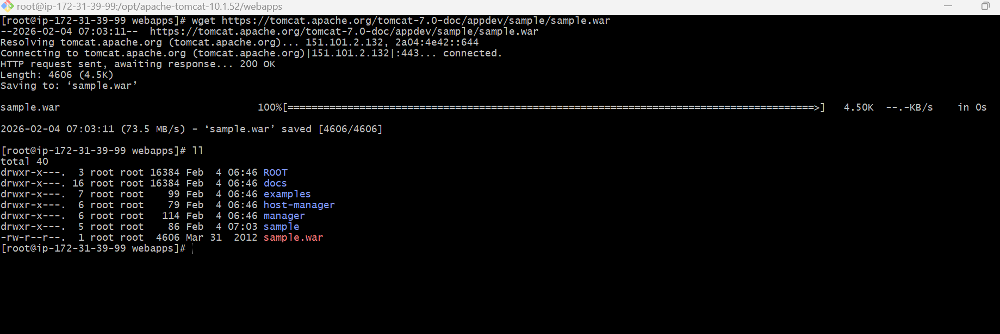 root@ip-172-31-39-99:/opt/apache-tomcat-10.1.52/webapps
[root@ip-172-31-39-99 webapps]# wget https://tomcat.apache.org/tomcat-7.0-doc/appdev/sample/sample.war
--2026-02-04 07:03:11--  https://tomcat.apache.org/tomcat-7.0-doc/appdev/sample/sample.war
Resolving tomcat.apache.org (tomcat.apache.org)... 151.101.2.132, 2a04:4e42::644
Connecting to tomcat.apache.org (tomcat.apache.org)|151.101.2.132|:443... connected.
HTTP request sent, awaiting response... 200 OK
Length: 4606 (4.5K)
Saving to: ‘sample.war’
sample.war                                 100%[========================================================================================>]   4.50K  --.-KB/s    in 0s
2026-02-04 07:03:11 (73.5 MB/s) - ‘sample.war’ saved [4606/4606]
[root@ip-172-31-39-99 webapps]# ll
total 40
drwxr-x---.  3 root root 16384 Feb  4 06:46 ROOT
drwxr-x---. 16 root root 16384 Feb  4 06:46 docs
drwxr-x---.  7 root root    99 Feb  4 06:46 examples
drwxr-x---.  6 root root    79 Feb  4 06:46 host-manager
drwxr-x---.  6 root root   114 Feb  4 06:46 manager
drwxr-x---.  5 root root    86 Feb  4 07:03 sample
-rw-r--r--.  1 root root  4606 Mar 31  2012 sample.war
[root@ip-172-31-39-99 webapps]#